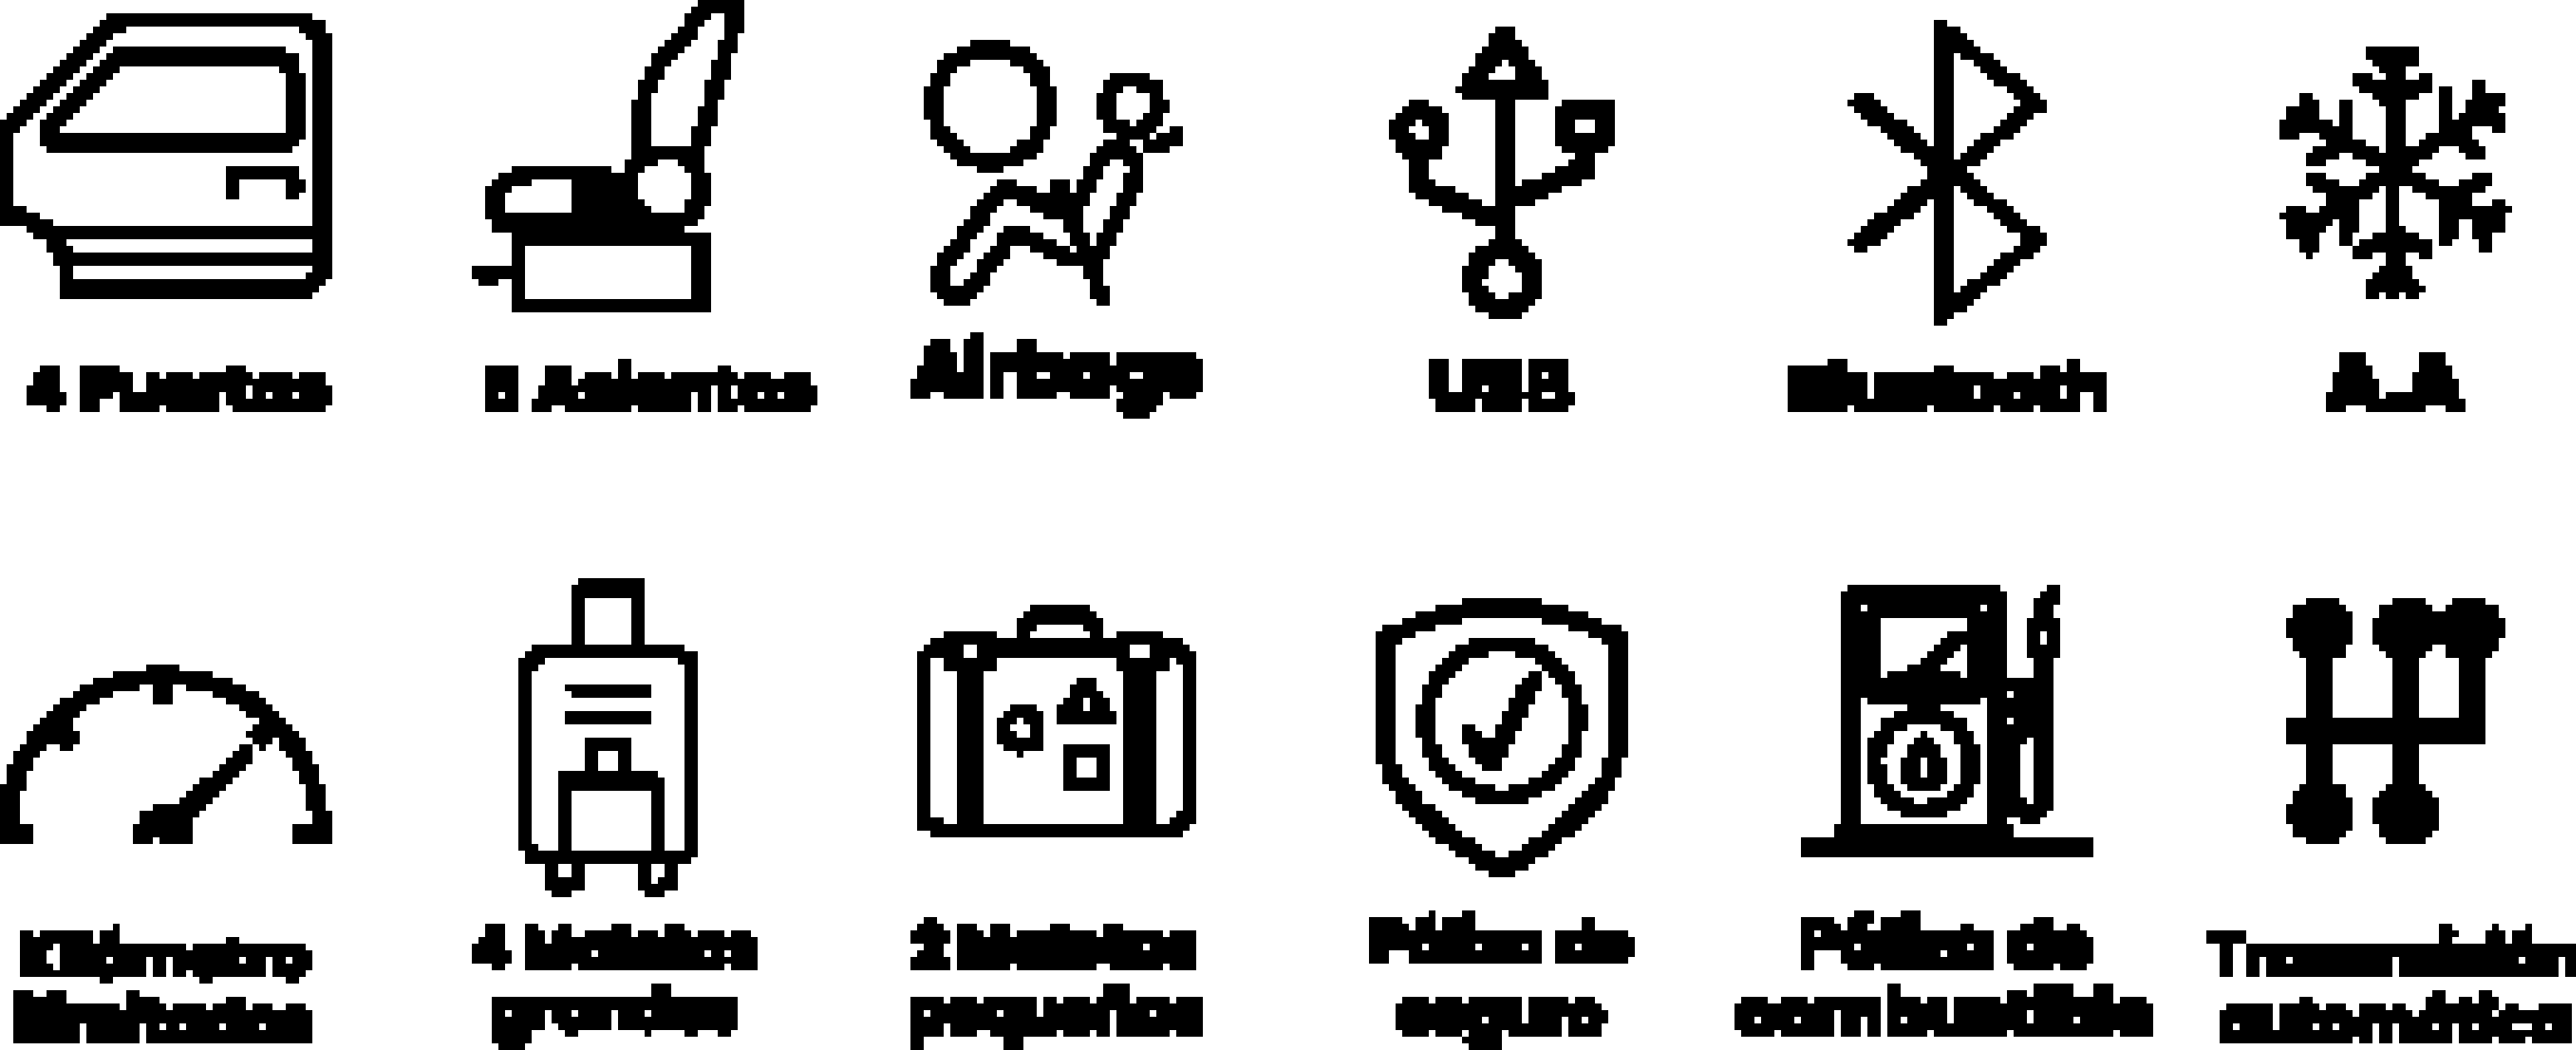 4 Puertas
Asientos
Airbags
USB
Bluetooth
A.A
Kilómetro
ilimitados
4 Maletas
grandes
2 Maletas
pequeñas
Póliza de
seguro
Póliza de
combustible
Transmisión
automática